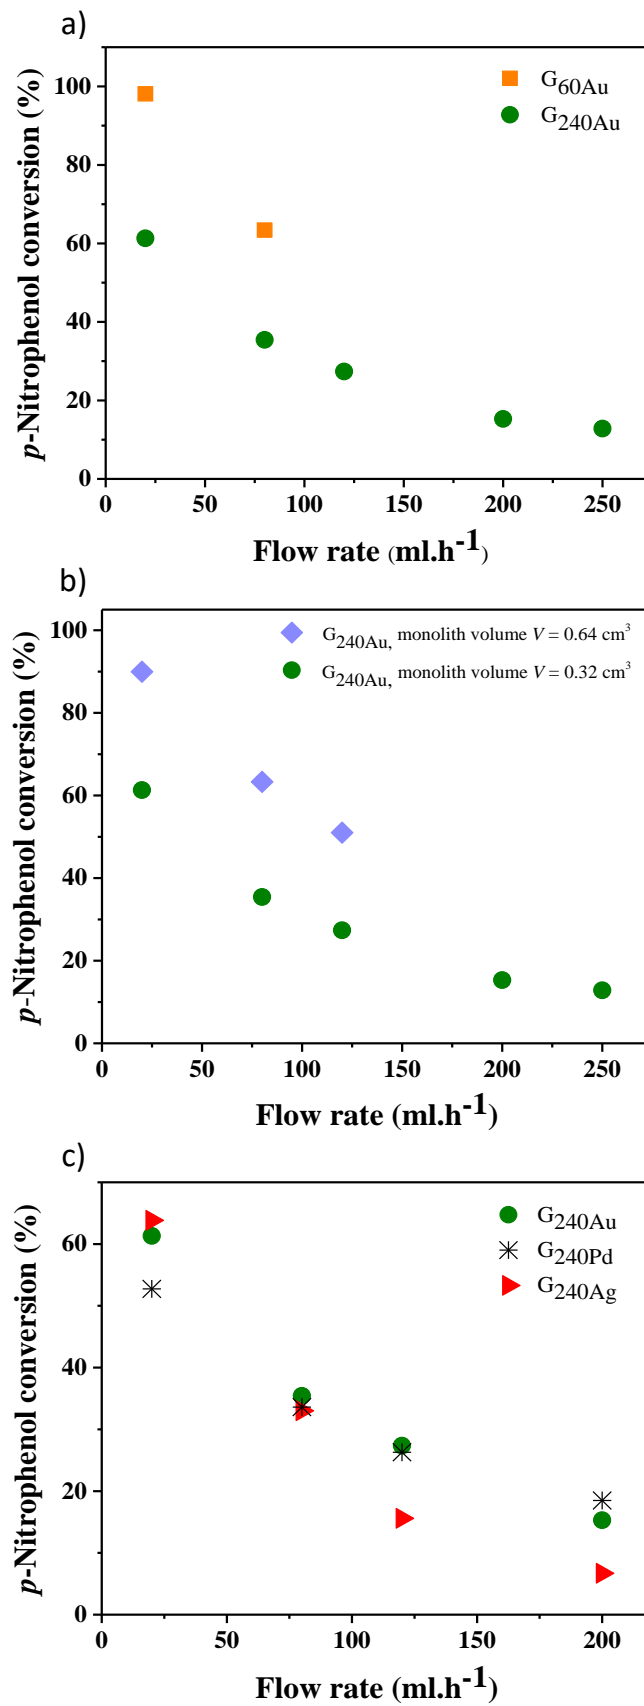 a)
100
80
60
40
20
0
p-Nitrophenol conversion (%)
G60Au
G240Au
0 50 100 150 200 250
Flow rate (ml.h-1)
b)
100
80
60
40
20
0
p-Nitrophenol conversion (%)
G240Au, monolith volume V = 0.64 cm3
G240Au, monolith volume V = 0.32 cm3
0 50 100 150 200 250
Flow rate (ml.h-1)
c)
60
40
20
0
p-Nitrophenol conversion (%)
G240Au
G240Pd
G240Ag
0 50 100 150 200
Flow rate (ml.h-1)